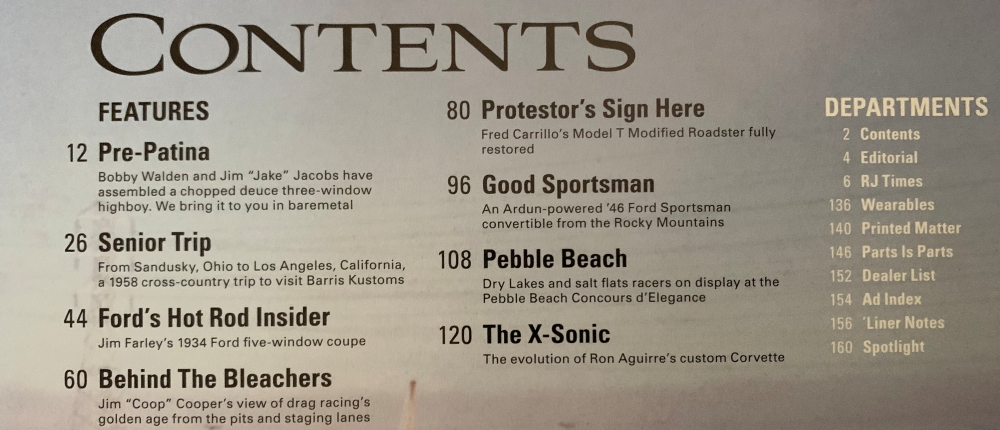 CONTENTS
FEATURES
12 Pre-Patina
Bobby Walden and Jim "Jake" Jacobs have
assembled a chopped deuce three-window
highboy. We bring it to you in baremetal
26 Senior Trip
From Sandusky, Ohio to Los Angeles, California,
a 1958 cross-country trip to visit Barris Kustoms
44 Ford's Hot Rod Insider
Jim Farley's 1934 Ford five-window coupe
60 Behind The Bleachers
Jim "Coop" Cooper's view of drag racing's
golden age from the pits and staging lanes
80 Protestor's Sign Here
Fred Carrillo's Model T Modified Roadster fully
restored
96 Good Sportsman
An Ardun-powered '46 Ford Sportsman
convertible from the Rocky Mountains
108 Pebble Beach
Dry Lakes and salt flats racers on display at the
Pebble Beach Concours d'Elegance
120 The X-Sonic
The evolution of Ron Aguirre's custom Corvette
DEPARTMENTS
2 Contents
4 Editorial
6 RJ Times
136 Wearables
140 Printed Matter
146 Parts Is Parts
152 Dealer List
154 Ad Index
156 'Liner Notes
160 Spotlight